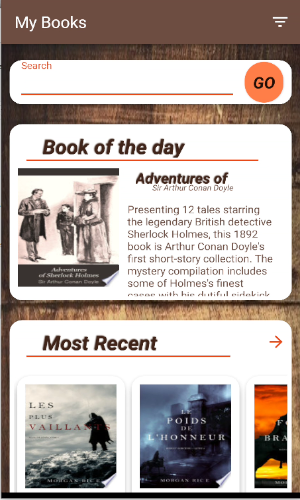 My Books
Search
GO
Book of the day
Adventures of
Sir Arthur Conan Doyle
Presenting 12 tales starring
the legendary British detective
Sherlock Holmes, this 1892
book is Arthur Conan Doyle's
first short-story collection. The
mystery compilation includes
some of Holmes's finest
cases with his dutiful sidekick
Adventures
of Sherlock Holmes
Sir Arthur Conan Doyle
Most Recent
LES
PLUS
VAILLANTS
MORGAN RICE
LE
POIDS
DE
L'HONNEUR
MORGAN RICE
FO
BRA